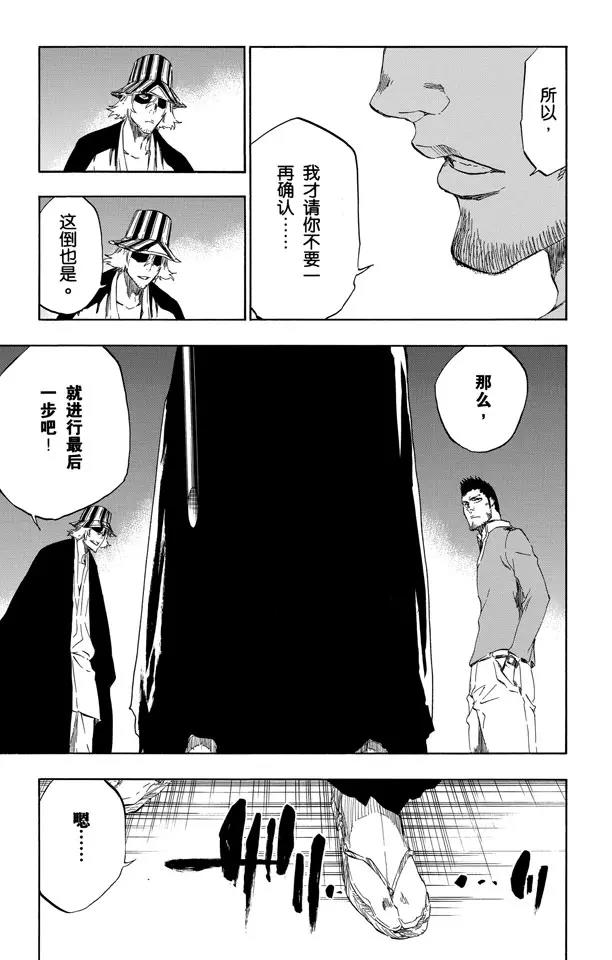 所以，
我才请你不要一
再确认……
这倒也是。
那么，
就进行最后
一步吧！
嗯……